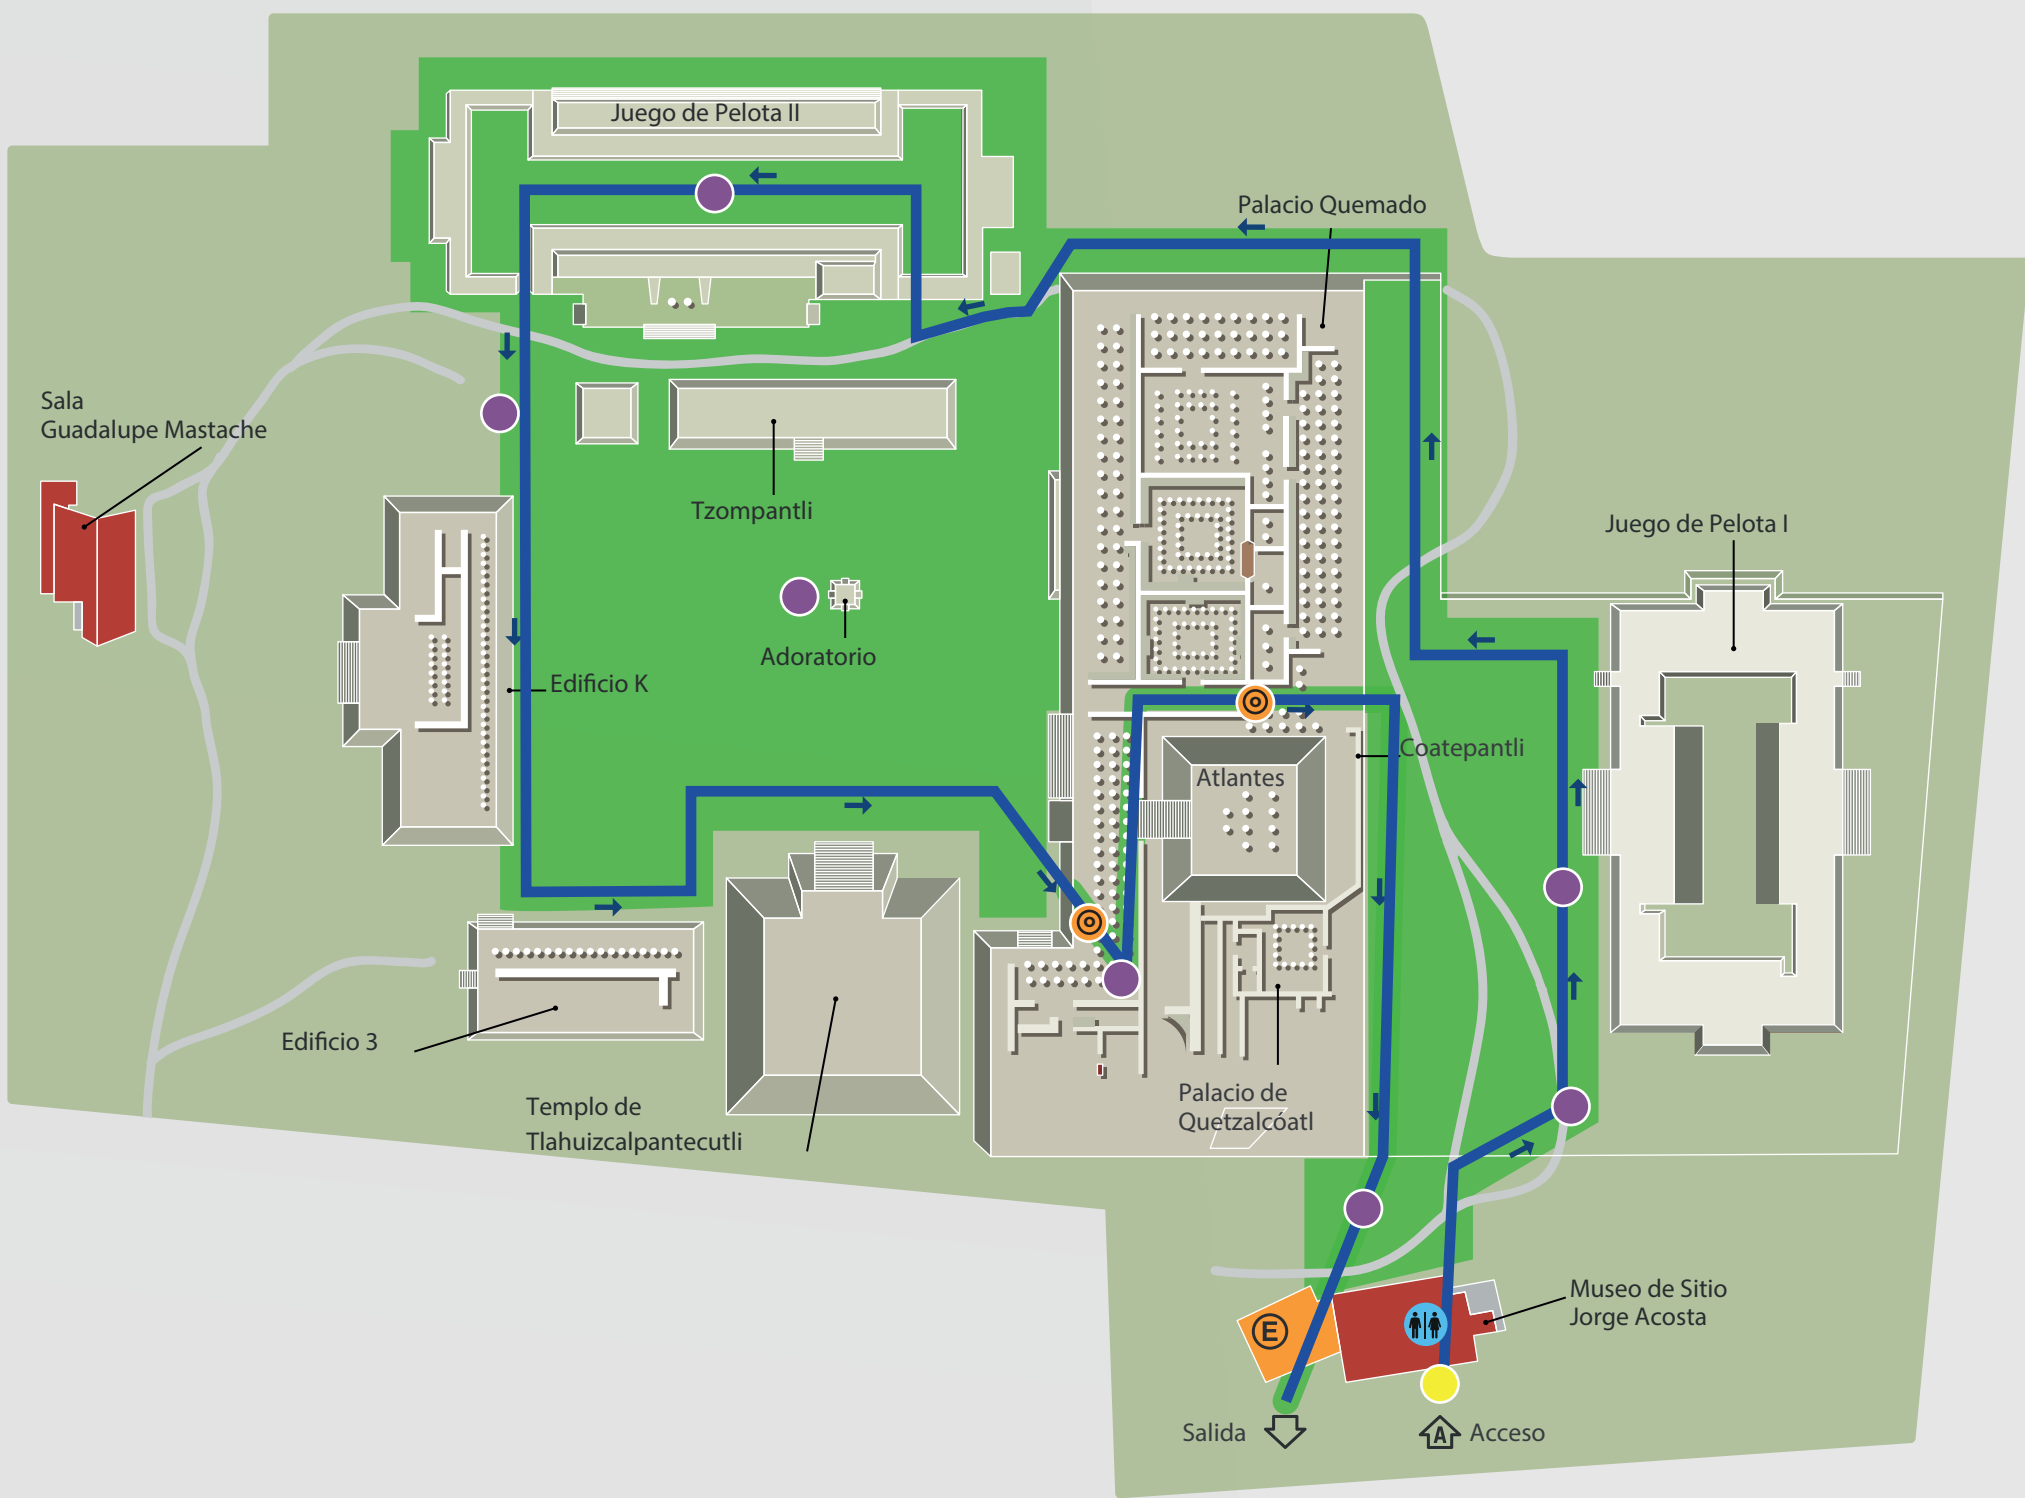 Juego de Pelota II
Palacio Quemado
Sala
Guadalupe Mastache
Tzompantli
Juego de Pelota I
Adoratorio
Edificio K
Coatepantli
Atlantes
Edificio 3
Palacio de
Quetzalcóatl
Templo de
Tlahuizcalpantecutli
Museo de Sitio
Jorge Acosta
E
Salida
A Acceso